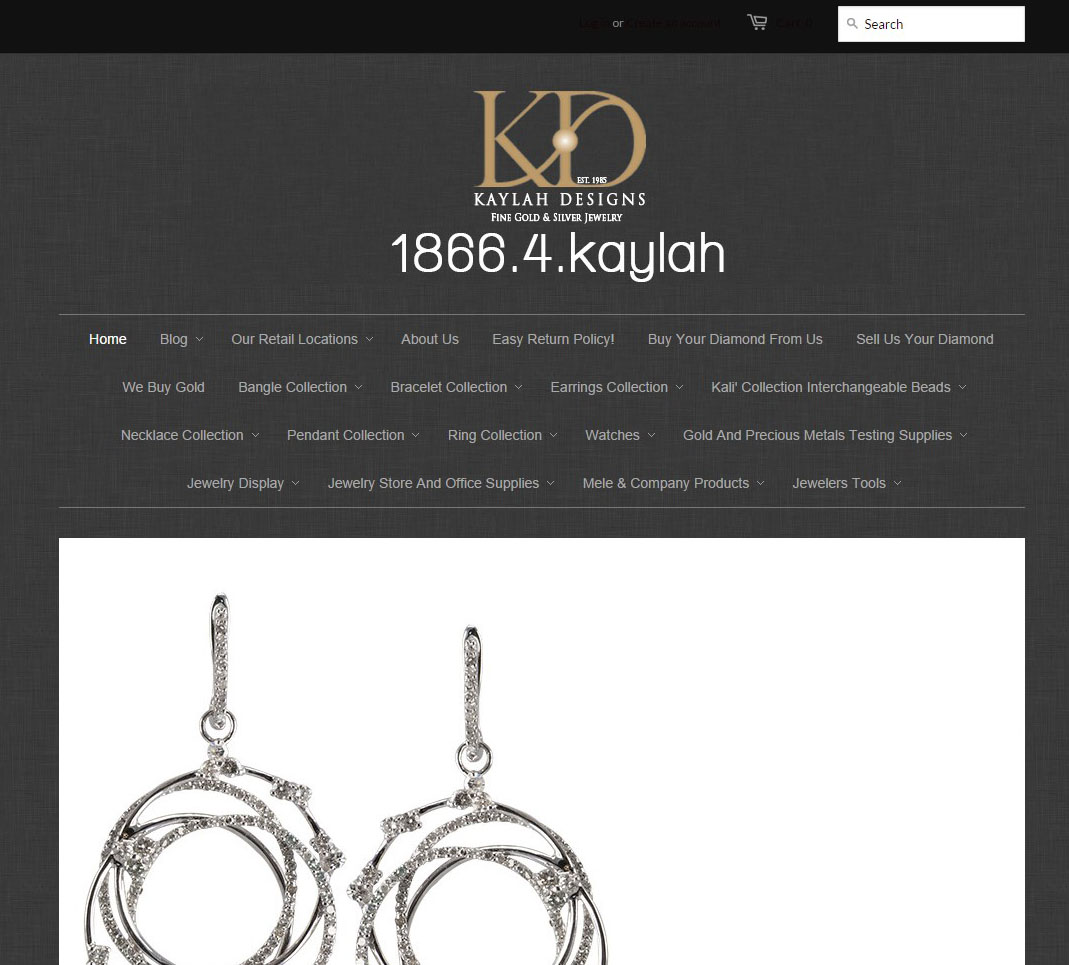 Log in or Create an account Cart: 0 Search
KD
EST. 1985
KAYLAH DESIGNS
FINE GOLD & SILVER JEWELRY
1866.4.kaylah
Home Blog Our Retail Locations About Us Easy Return Policy! Buy Your Diamond From Us Sell Us Your Diamond
We Buy Gold Bangle Collection Bracelet Collection Earrings Collection Kali' Collection Interchangeable Beads
Necklace Collection Pendant Collection Ring Collection Watches Gold And Precious Metals Testing Supplies
Jewelry Display Jewelry Store And Office Supplies Mele & Company Products Jewelers Tools